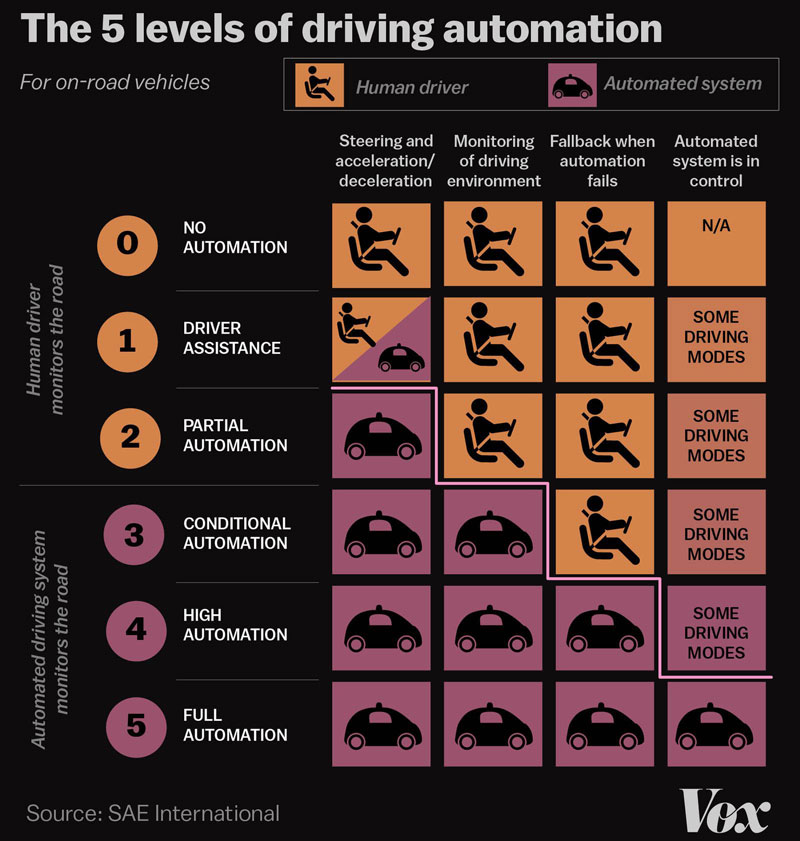 The 5 levels of driving automation
For on-road vehicles
Human driver
Automated system
Steering and
acceleration/
deceleration
Monitoring
of driving
environment
Fallback when
automation
fails
Automated
system is in
control
Human driver
monitors the road
0
NO
AUTOMATION
N/A
1
DRIVER
ASSISTANCE
SOME
DRIVING
MODES
2
PARTIAL
AUTOMATION
SOME
DRIVING
MODES
Automated driving system
monitors the road
3
CONDITIONAL
AUTOMATION
SOME
DRIVING
MODES
4
HIGH
AUTOMATION
SOME
DRIVING
MODES
5
FULL
AUTOMATION
Source: SAE International
Vox